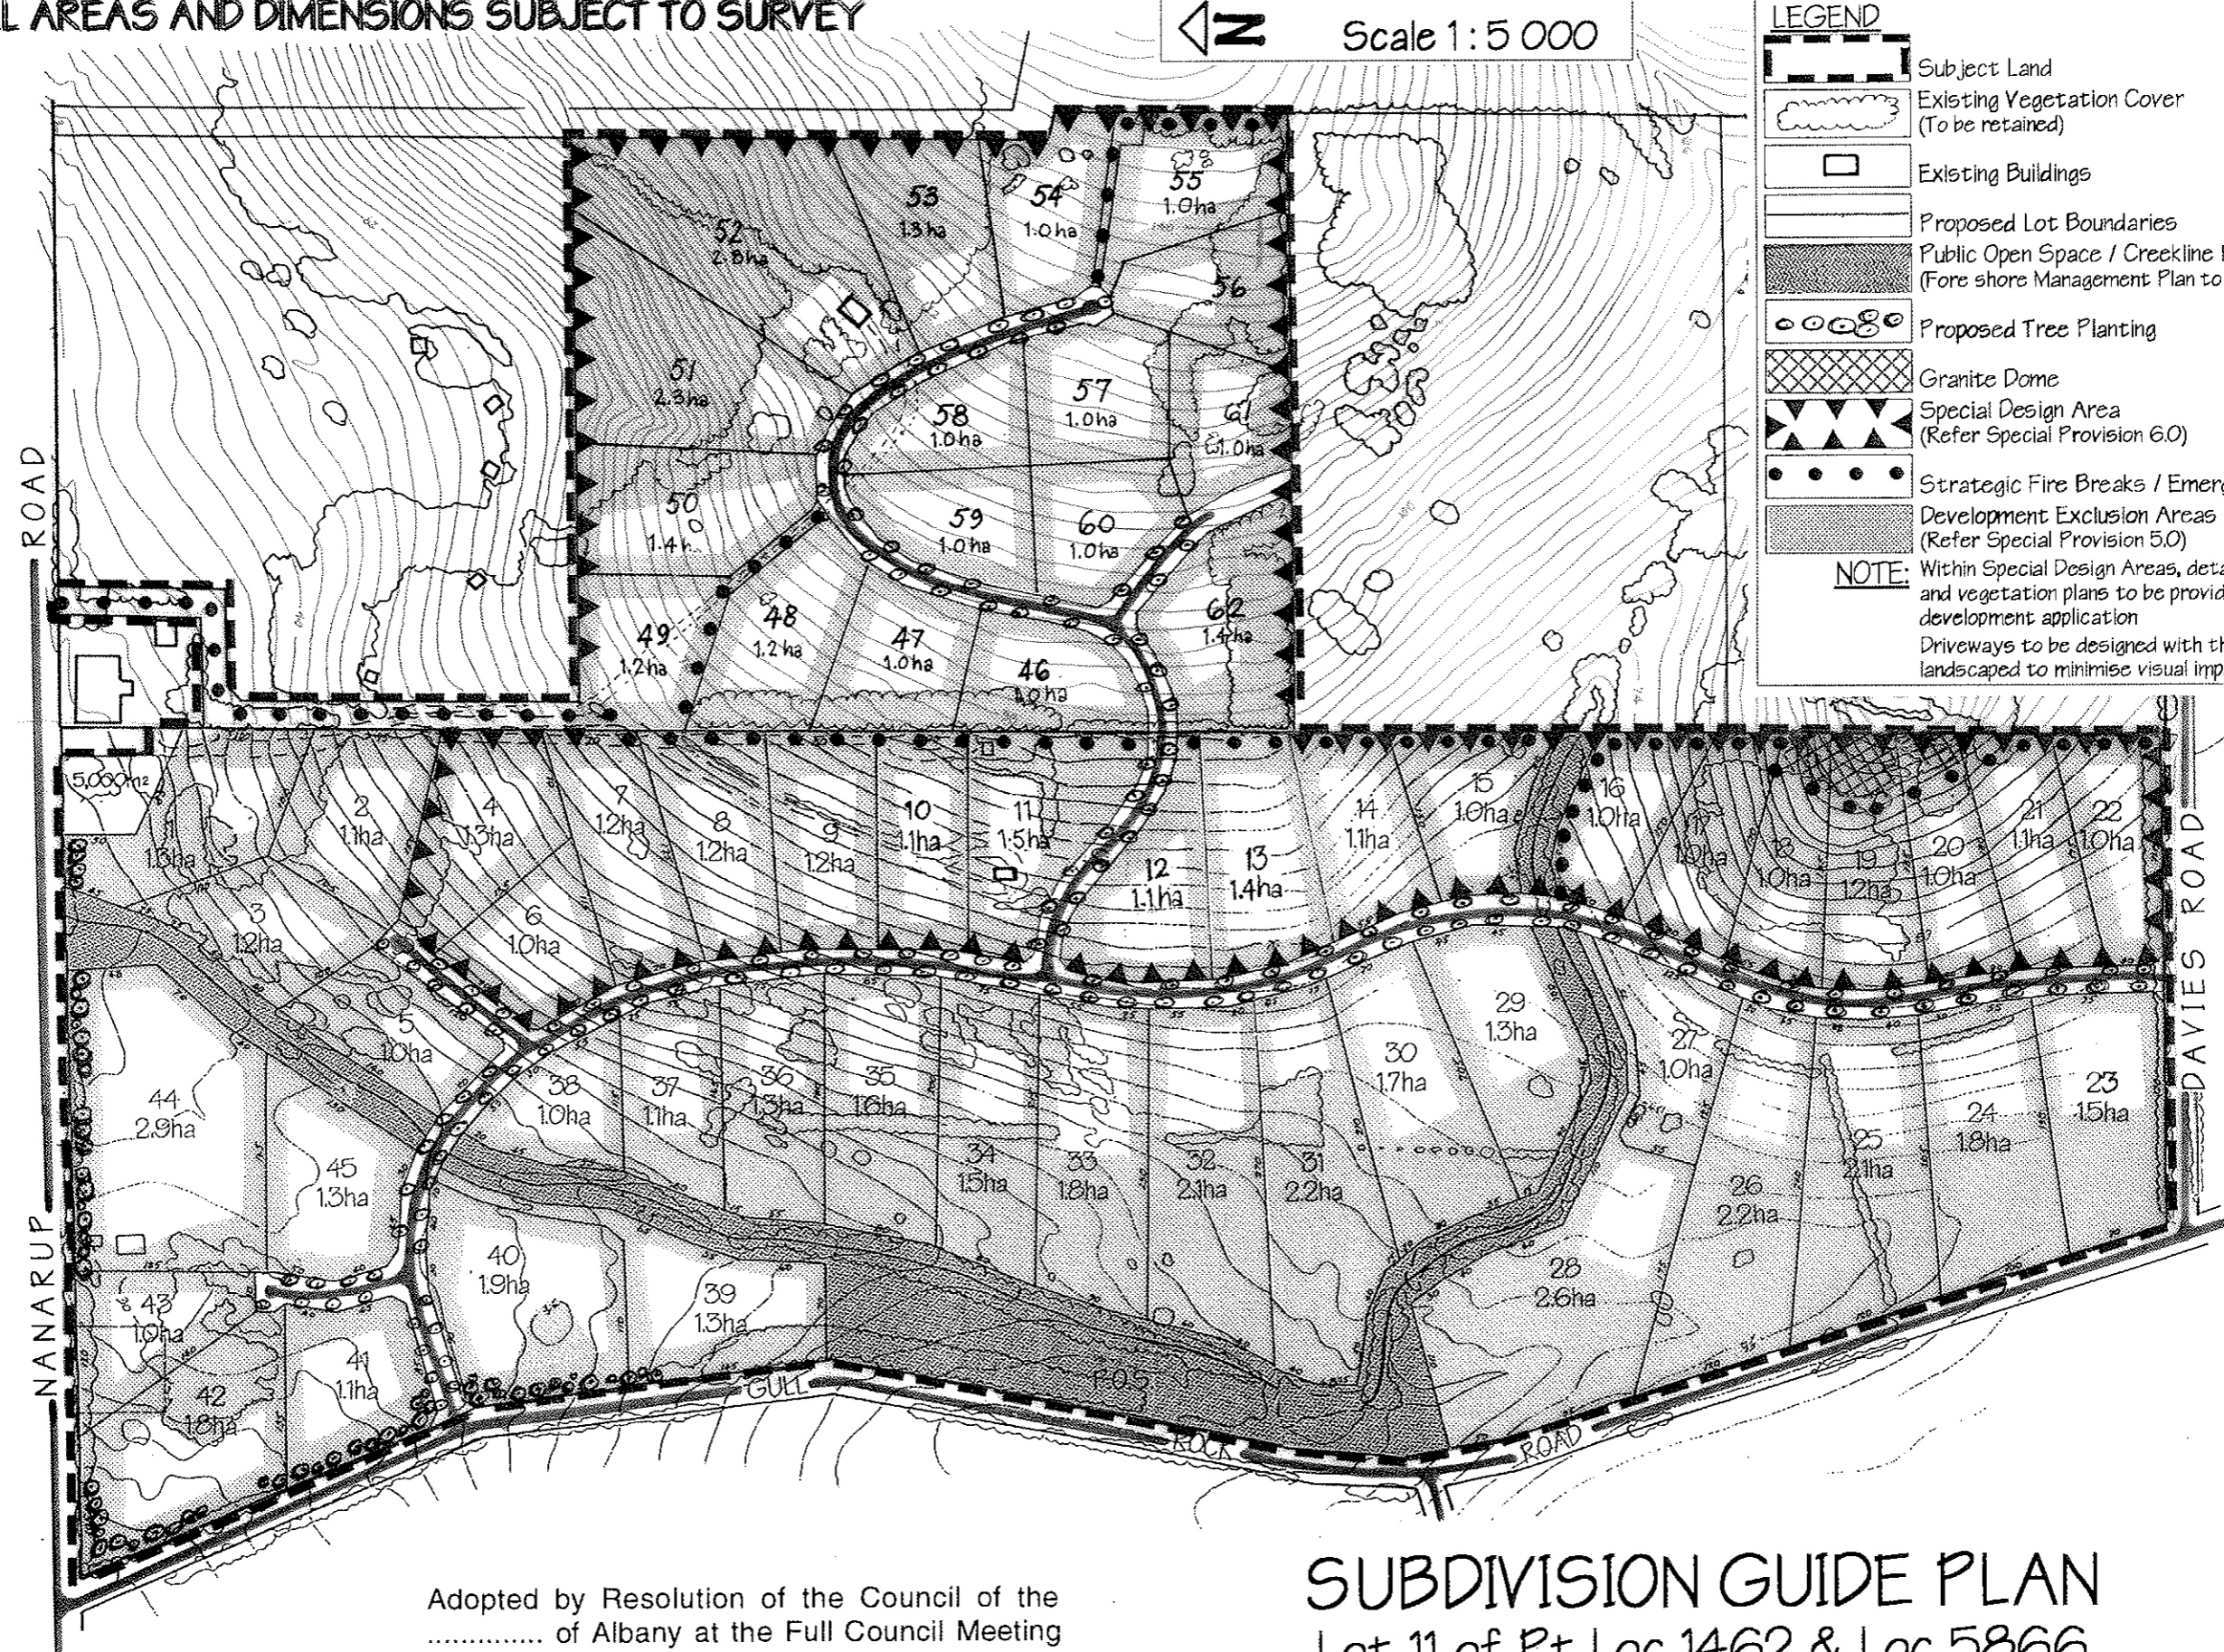 L AREAS AND DIMENSIONS SUBJECT TO SURVEY
N
Scale 1 : 5 000
LEGEND
Subject Land
Existing Vegetation Cover
(To be retained)
Existing Buildings
Proposed Lot Boundaries
Public Open Space / Creekline
(Fore shore Management Plan to
Proposed Tree Planting
Granite Dome
Special Design Area
(Refer Special Provision 6.0)
Strategic Fire Breaks / Emerg
Development Exclusion Areas
(Refer Special Provision 5.0)
NOTE: Within Special Design Areas, deta
and vegetation plans to be provid
development application
Driveways to be designed with th
landscaped to minimise visual imp
52
2.8ha
53
1.3ha
54
1.0ha
55
1.0ha
56
51
2.3ha
58
1.0ha
57
1.0ha
61
1.0ha
50
59
1.0ha
60
1.0ha
49
1.2ha
48
1.2ha
47
1.0ha
46
1.0ha
62
1.4ha
5,000m²
1
1.3ha
2
1.1ha
4
1.3ha
7
1.2ha
8
1.2ha
9
1.2ha
10
1.1ha
11
1.5ha
12
1.1ha
13
1.4ha
14
1.1ha
15
1.0ha
16
1.0ha
17
1.0ha
18
1.0ha
19
1.2ha
20
1.0ha
21
1.1ha
22
1.0ha
3
1.2ha
6
1.0ha
5
1.0ha
44
2.9ha
45
1.3ha
38
1.0ha
37
1.1ha
36
1.3ha
35
1.6ha
34
1.5ha
33
1.8ha
32
2.1ha
31
2.2ha
30
1.7ha
29
1.3ha
27
1.0ha
26
2.2ha
25
2.1ha
24
1.8ha
23
1.5ha
28
2.6ha
40
1.9ha
39
1.3ha
43
1.0ha
42
1.8ha
41
1.1ha
P.O.S
NANARUP ROAD
GULL ROCK ROAD
DAVIES ROAD
Adopted by Resolution of the Council of the
.............. of Albany at the Full Council Meeting
SUBDIVISION GUIDE PLAN
Lot 11 of Pt Loc 1462 & Loc 5866